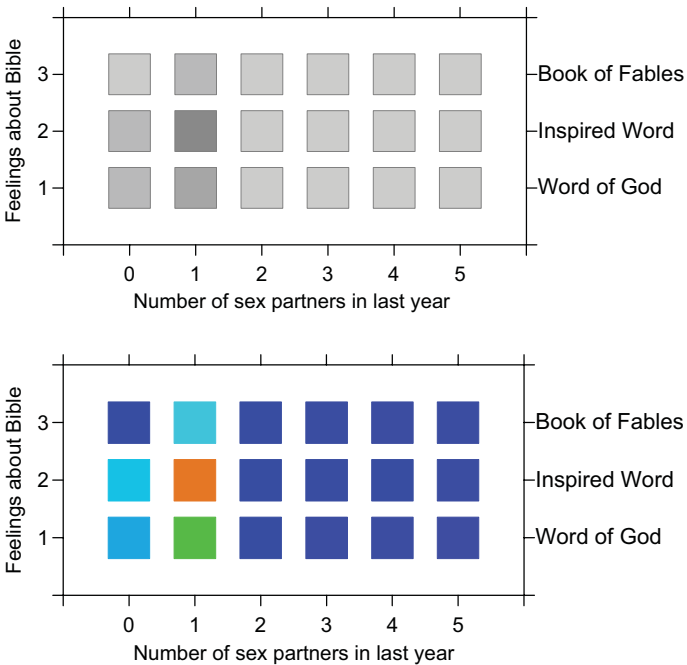 Feelings about Bible
3
Book of Fables
2
Inspired Word
1
Word of God
0 1 2 3 4 5
Number of sex partners in last year
Feelings about Bible
3
Book of Fables
2
Inspired Word
1
Word of God
0 1 2 3 4 5
Number of sex partners in last year